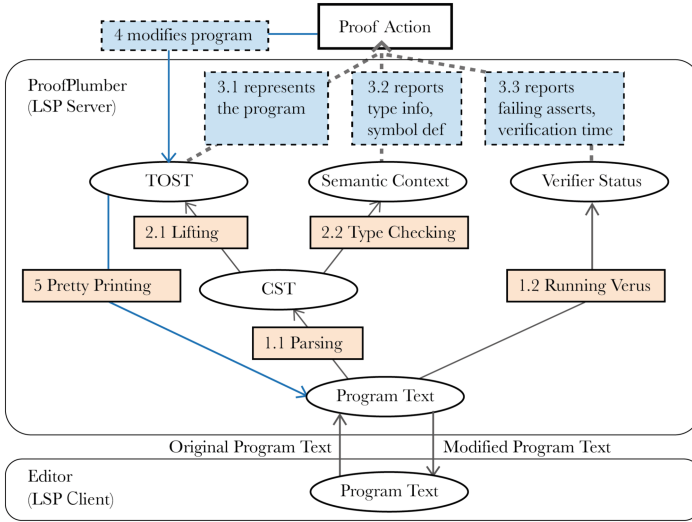 4 modifies program
Proof Action
ProofPlumber
(LSP Server)
3.1 represents
the program
3.2 reports
type info,
symbol def
3.3 reports
failing asserts,
verification time
TOST
Semantic Context
Verifier Status
2.1 Lifting
2.2 Type Checking
5 Pretty Printing
CST
1.2 Running Verus
1.1 Parsing
Program Text
Original Program Text
Modified Program Text
Editor
(LSP Client)
Program Text